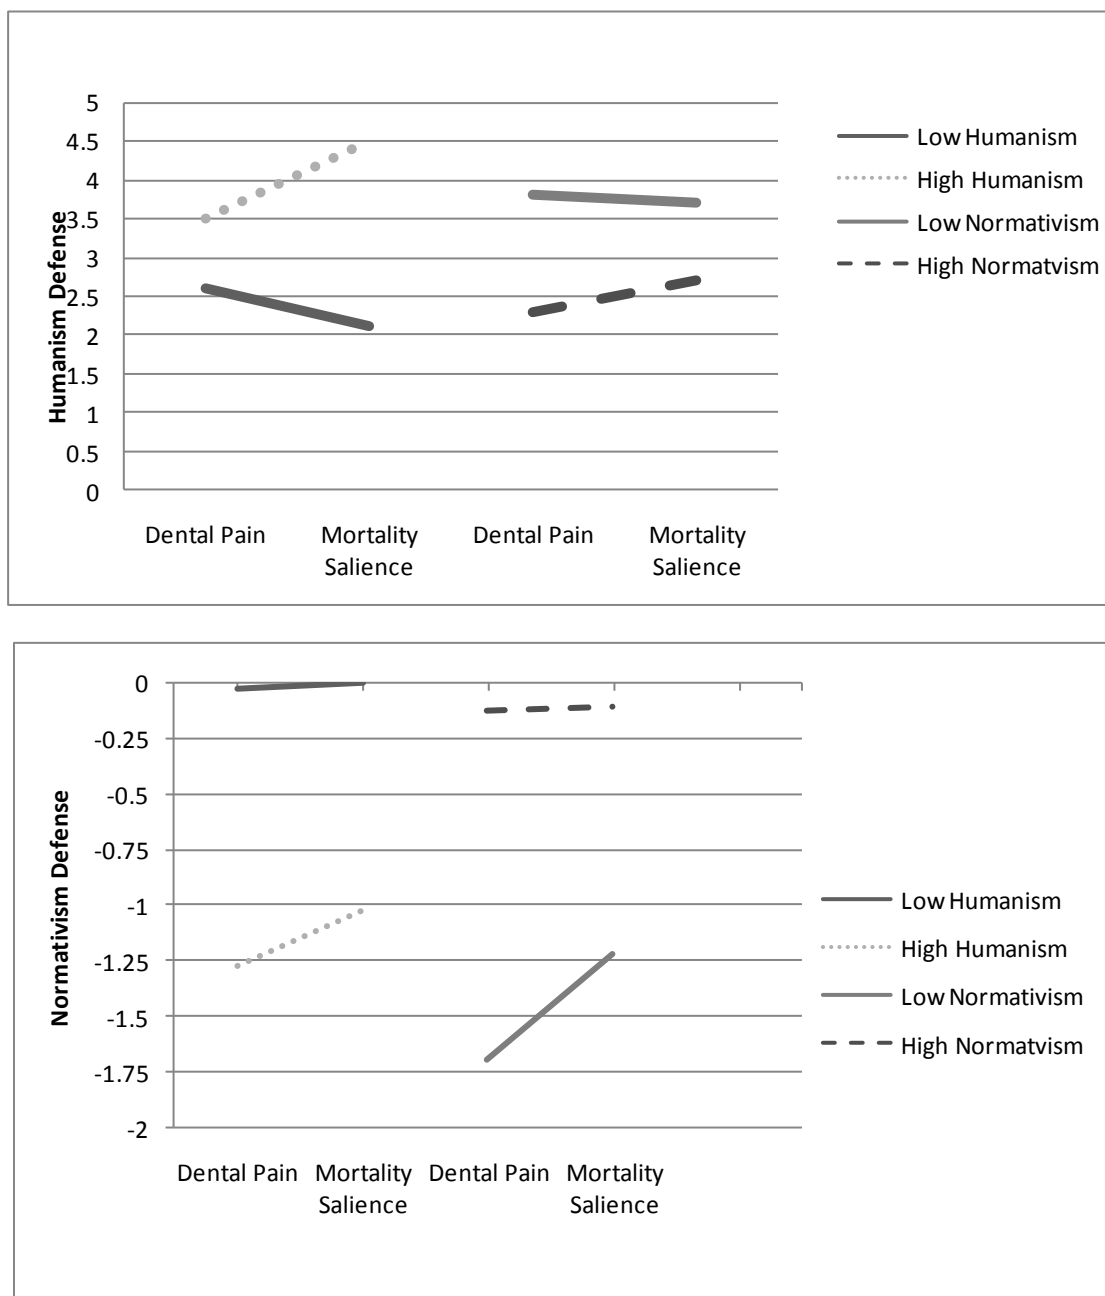 5
4.5
4
3.5
3
2.5
2
1.5
1
0.5
0
Humanism Defense
Dental Pain
Mortality
Salience
Dental Pain
Mortality
Salience
Low Humanism
High Humanism
Low Normativism
High Normatvism
0
-0.25
-0.5
-0.75
-1
-1.25
-1.5
-1.75
-2
Normativism Defense
Dental Pain
Mortality
Salience
Dental Pain
Mortality
Salience
Low Humanism
High Humanism
Low Normativism
High Normatvism